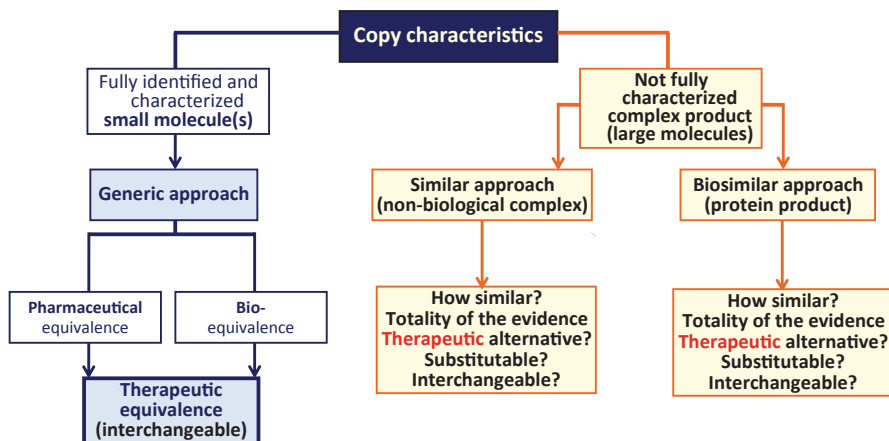 Copy characteristics
Fully identified and
characterized
small molecule(s)
Generic approach
Pharmaceutical
equivalence
Bio-
equivalence
Therapeutic
equivalence
(interchangeable)
Not fully
characterized
complex product
(large molecules)
Similar approach
(non-biological complex)
How similar?
Totality of the evidence
Therapeutic alternative?
Substitutable?
Interchangeable?
Biosimilar approach
(protein product)
How similar?
Totality of the evidence
Therapeutic alternative?
Substitutable?
Interchangeable?